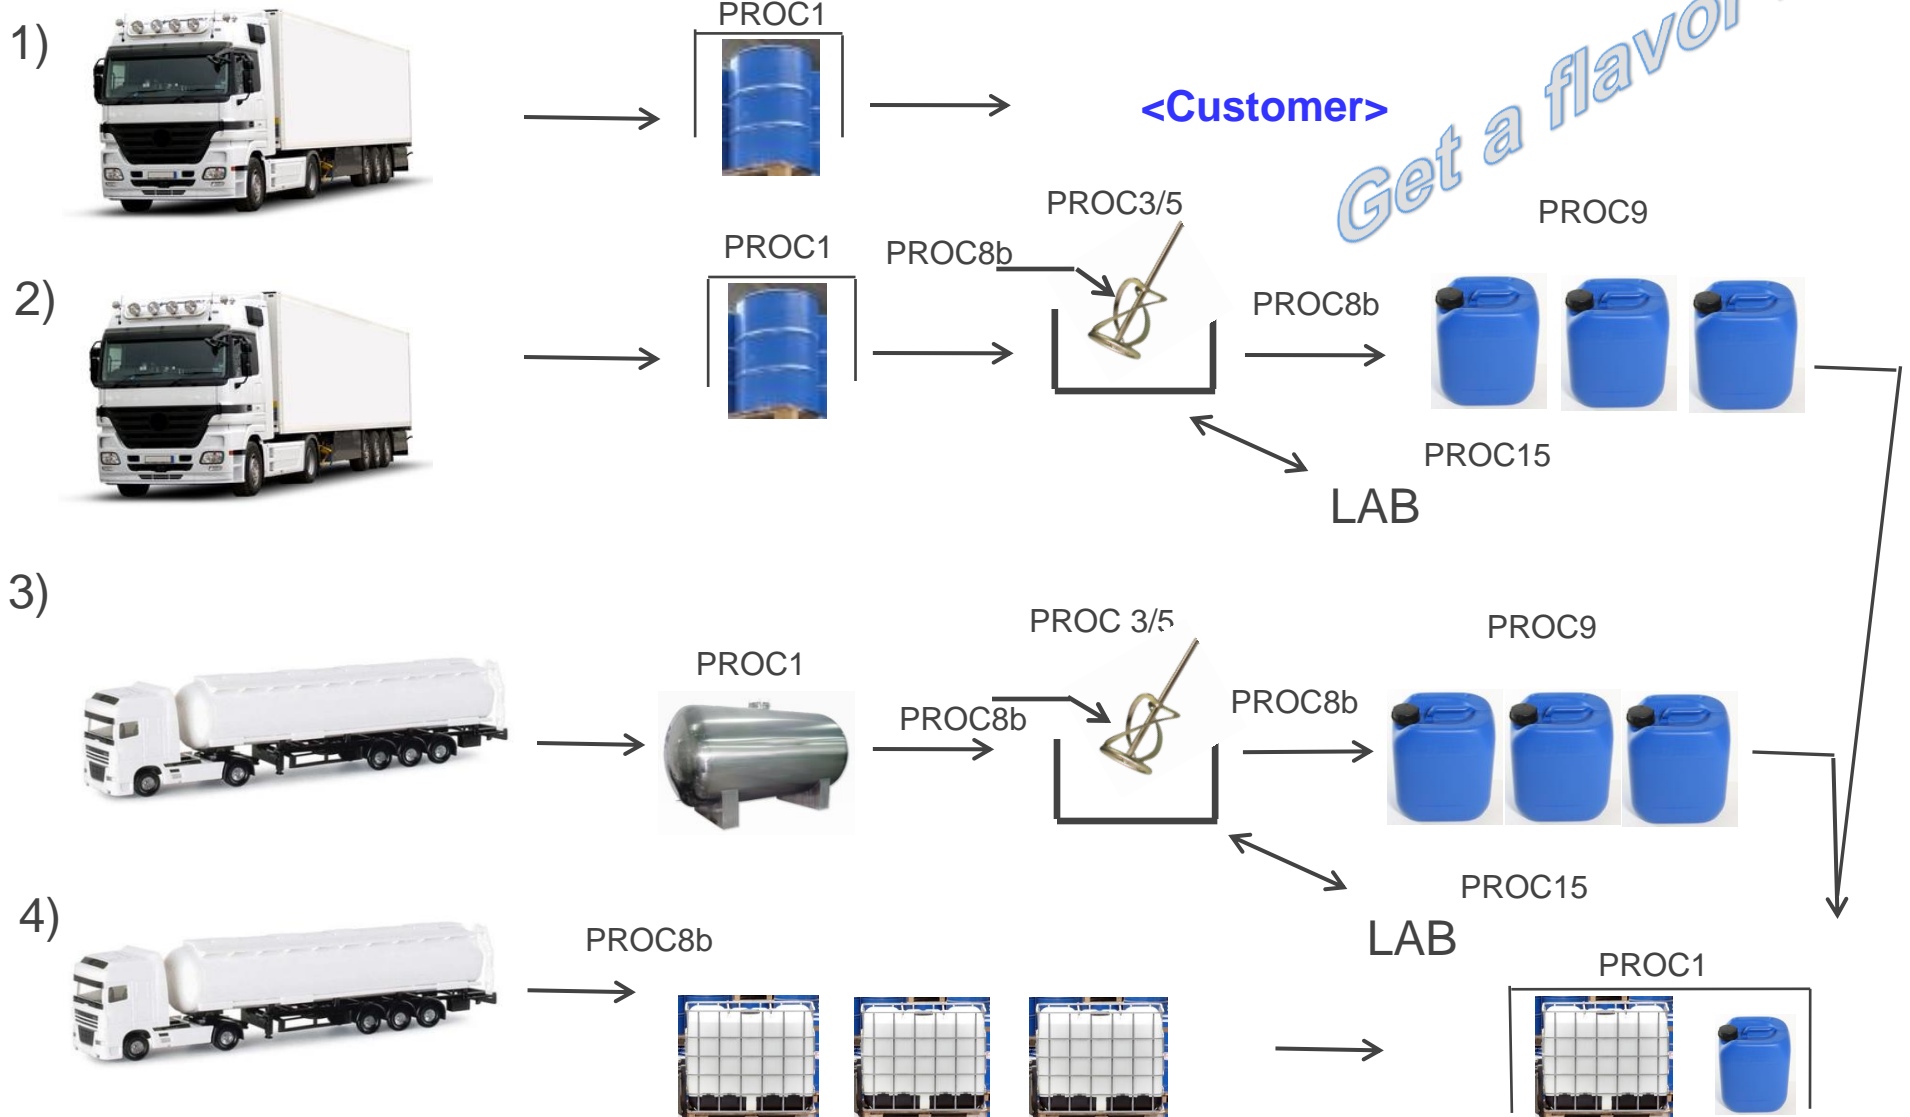 1)
PROC1
<Customer>
Get a flavor
2)
PROC1
PROC8b
PROC3/5
PROC8b
PROC9
PROC15
LAB
3)
PROC1
PROC8b
PROC 3/5
PROC8b
PROC9
PROC15
LAB
4)
PROC8b
PROC1